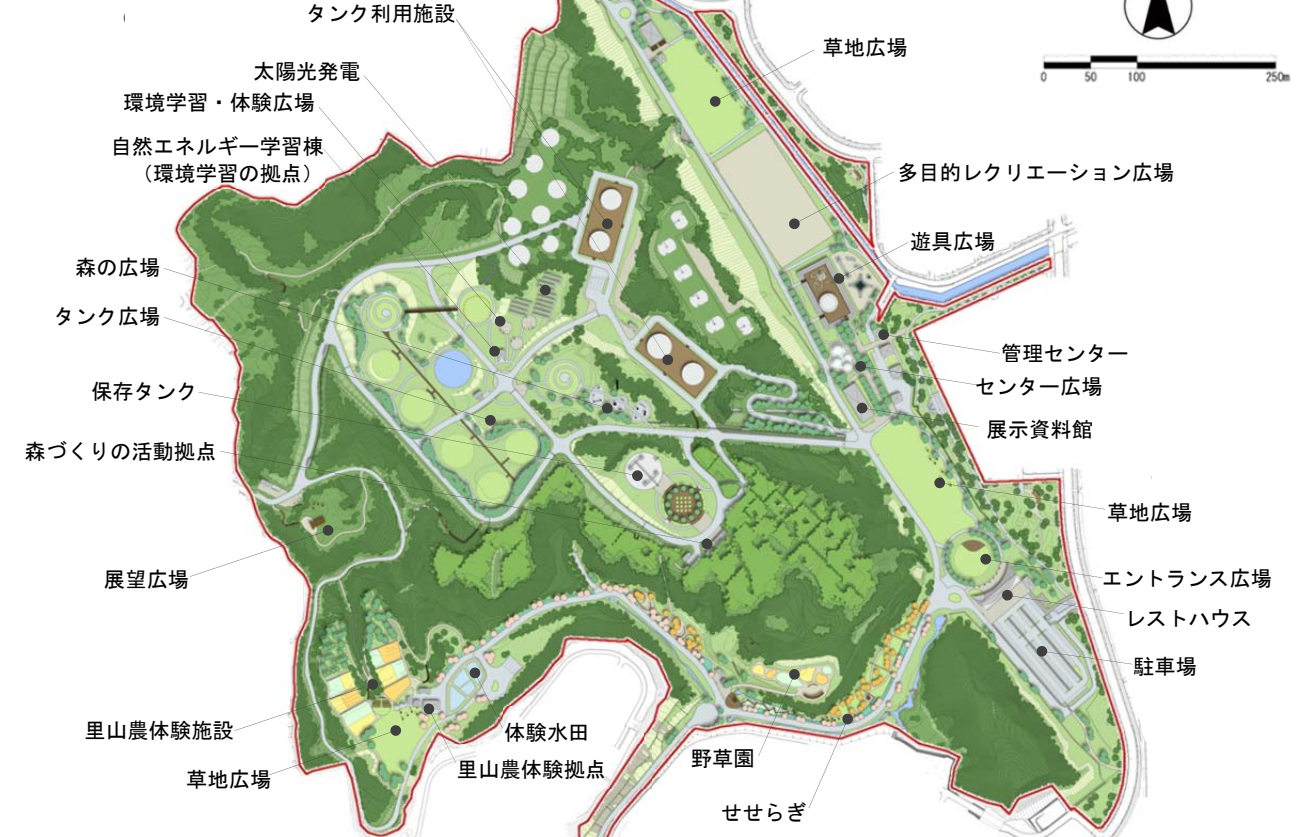 タンク利用施設
太陽光発電
環境学習・体験広場
自然エネルギー学習棟
（環境学習の拠点）
森の広場
タンク広場
保存タンク
森づくりの活動拠点
展望広場
里山農体験施設
草地広場
体験水田
里山農体験拠点
野草園
せせらぎ
草地広場
多目的レクリエーション広場
遊具広場
管理センター
センター広場
展示資料館
草地広場
エントランス広場
レストハウス
駐車場
0 50 100 250m